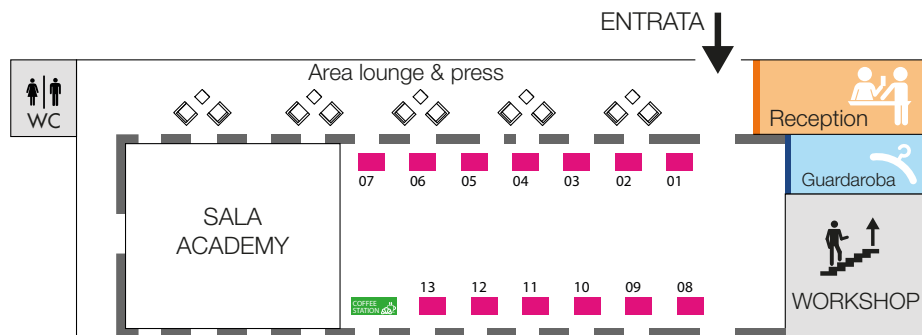 ENTRATA
Area lounge & press
WC
Reception
Guardaroba
07 06 05 04 03 02 01
SALA
ACADEMY
13 12 11 10 09 08
COFFEE
STATION
WORKSHOP